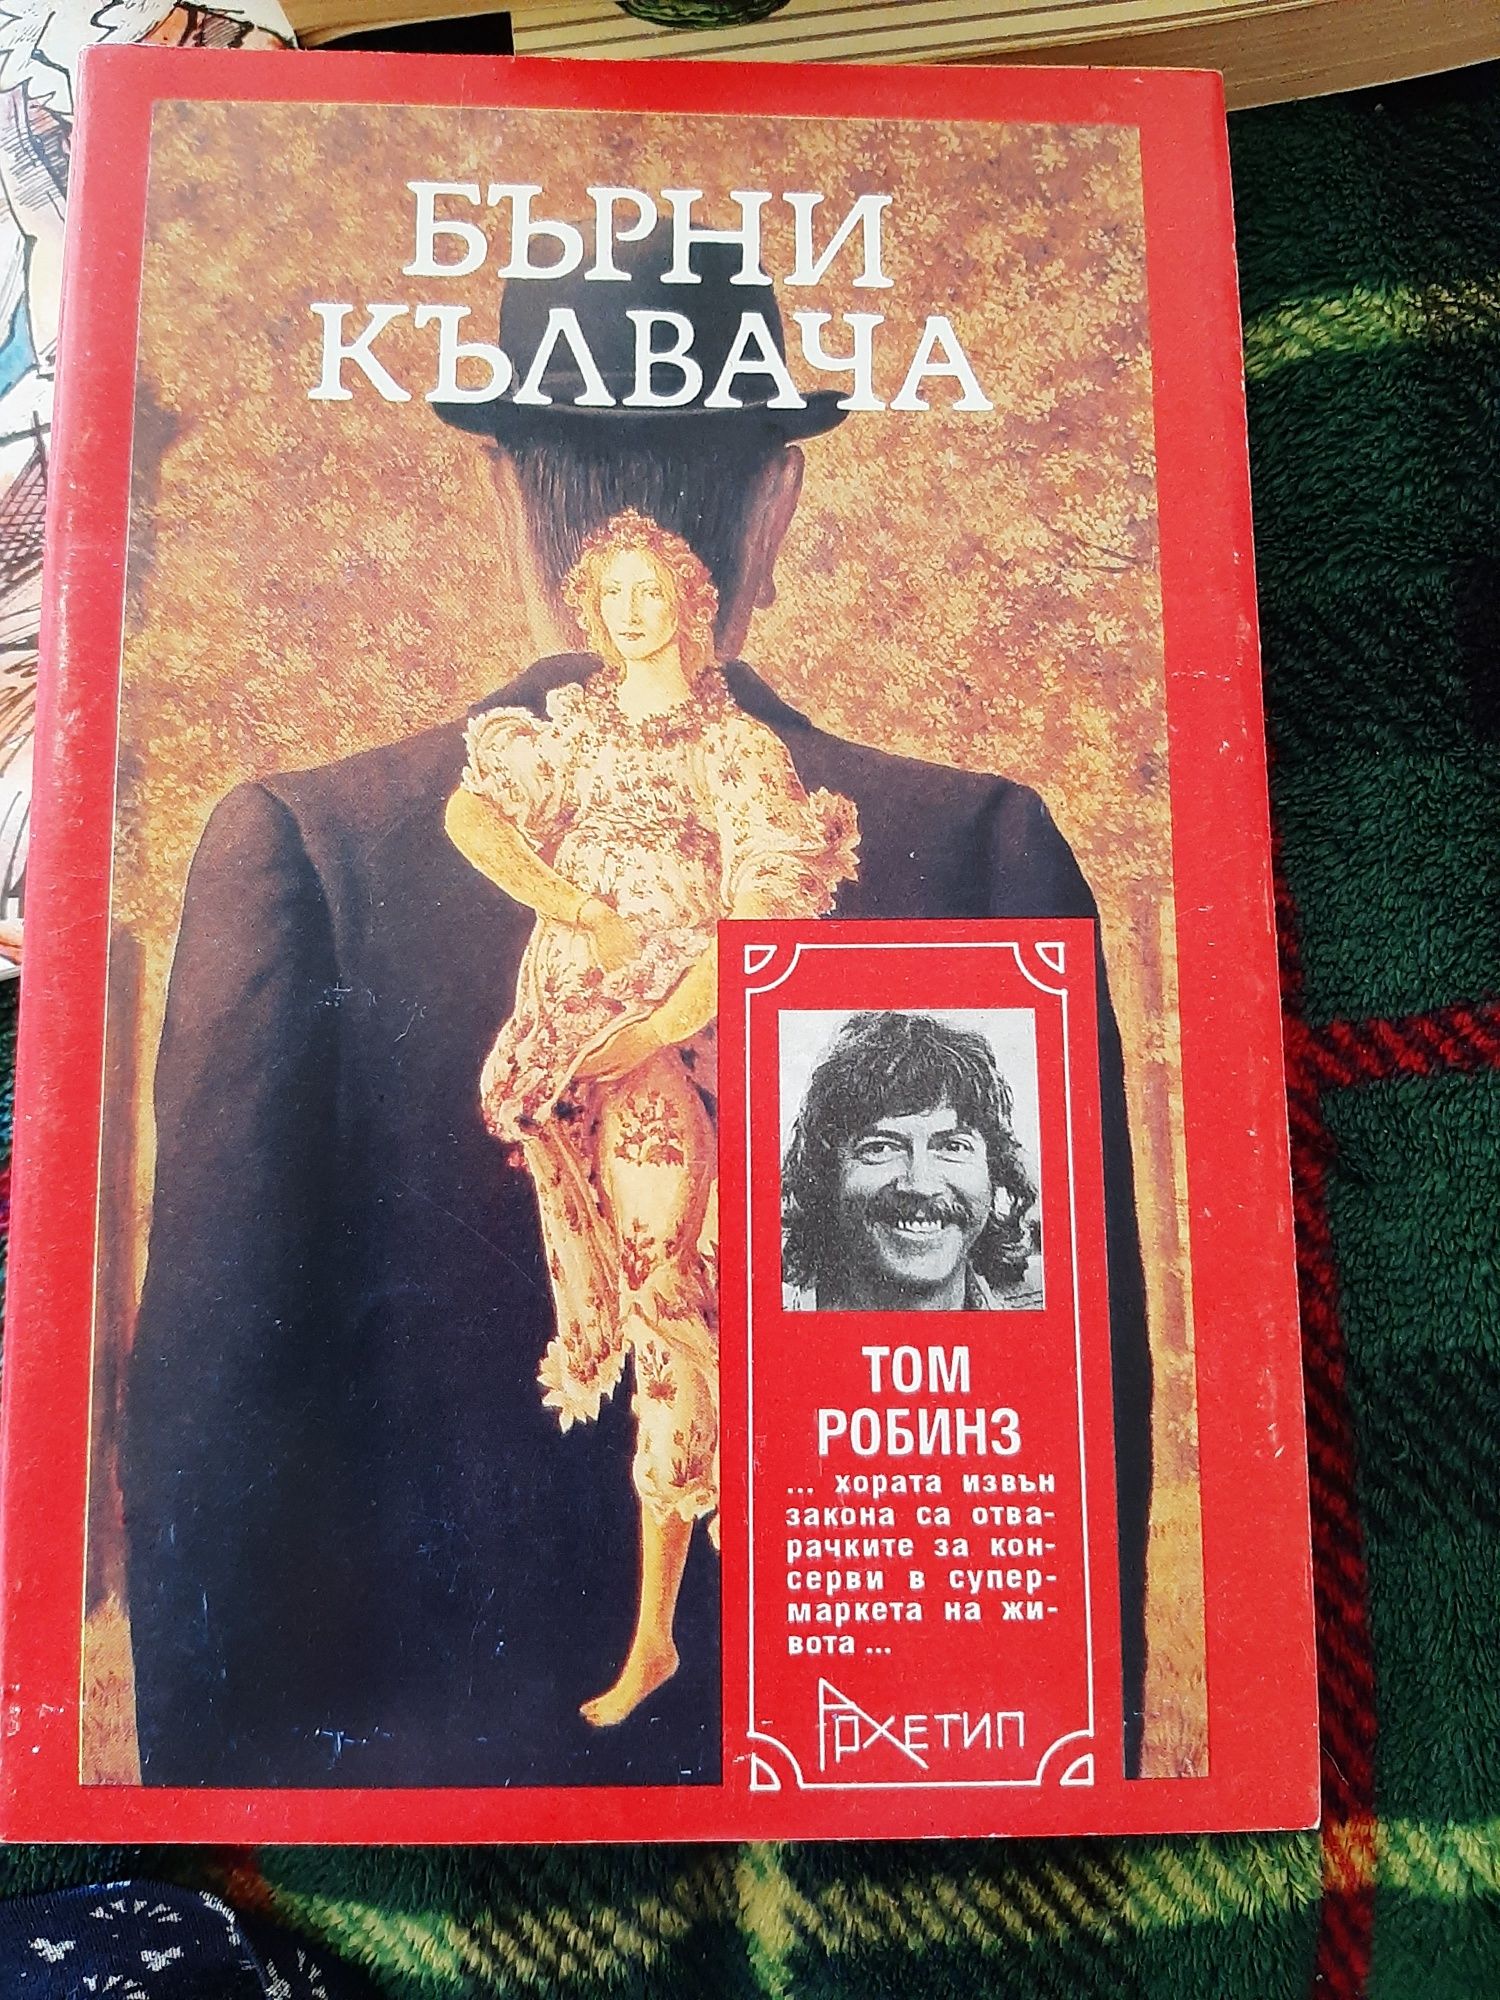 БЪРНИ
КЪЛВАЧА
ТОМ
РОБИНЗ
... хората извън
закона са отва-
рачките за кон-
серви в супер-
маркета на жи-
вота ...
АРХЕТИП